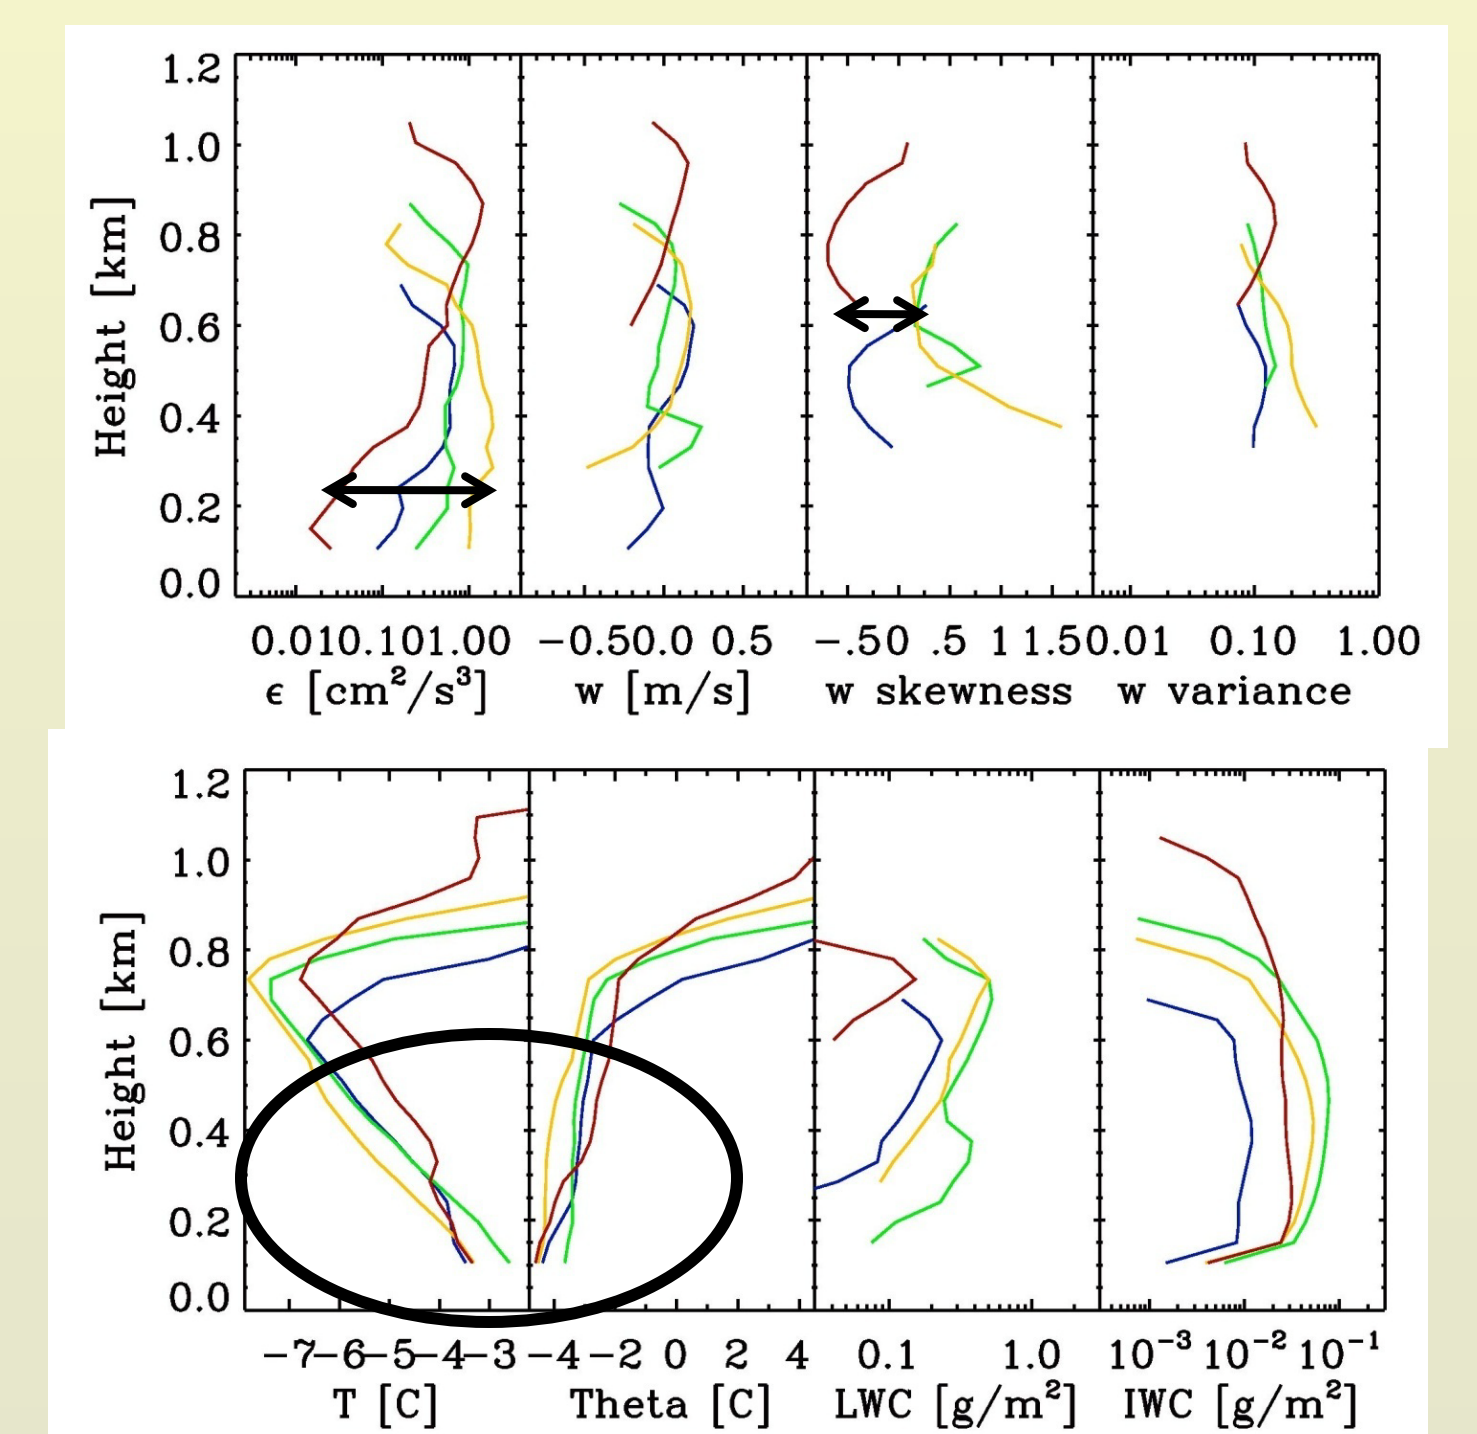 1.2
1.0
0.8
0.6
0.4
0.2
0.0
Height [km]
0.010.101.00 −0.50.0 0.5 −.50 .5 1 1.50.01 0.10 1.00
ϵ [cm²/s³] w [m/s] w skewness w variance
1.2
1.0
0.8
0.6
0.4
0.2
0.0
Height [km]
−7−6−5−4−3 −4 −2 0 2 4 0.1 1.0 10⁻³ 10⁻² 10⁻¹
T [C] Theta [C] LWC [g/m²] IWC [g/m²]